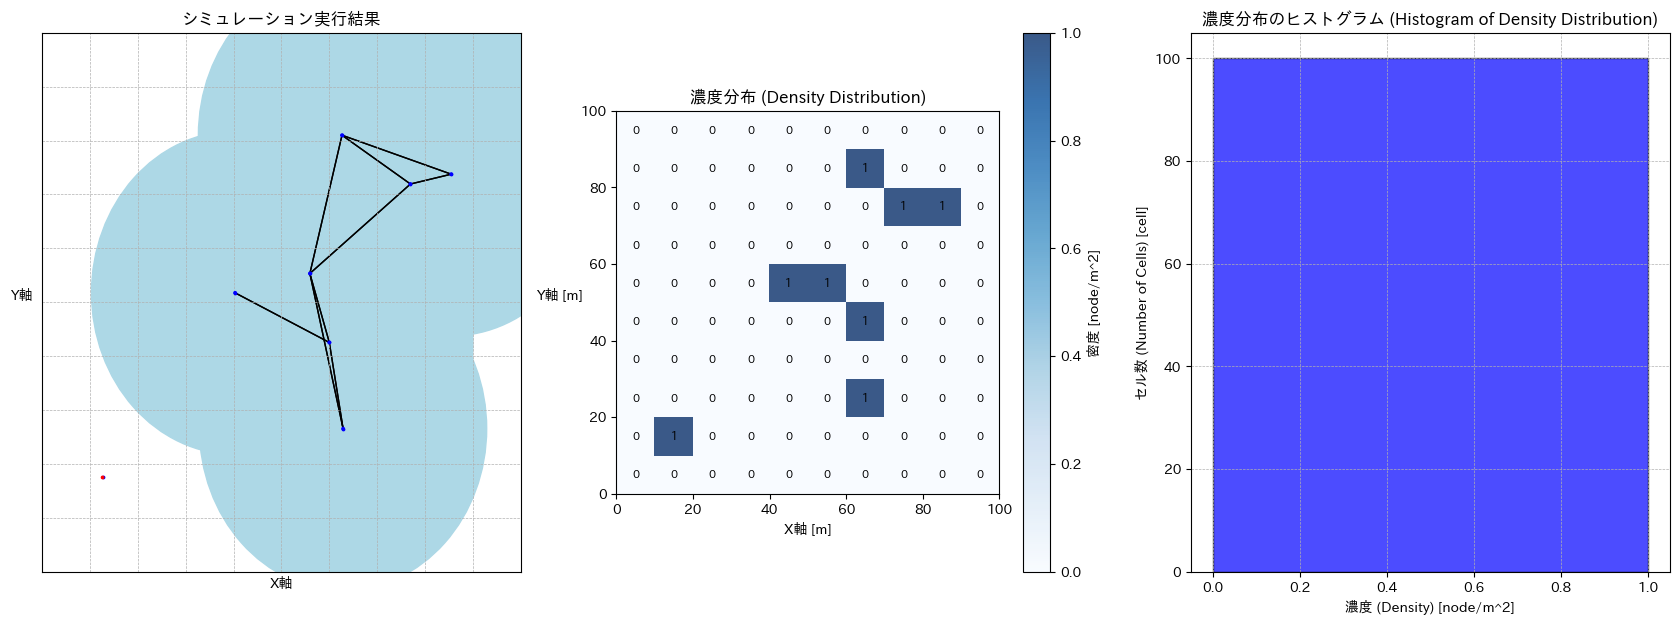 シミュレーション実行結果
Y軸
X軸
濃度分布 (Density Distribution)
100
80
60
40
20
0
Y軸 [m]
0 0 0 0 0 0 0 0 0 0
0 0 0 0 0 0 1 0 0 0
0 0 0 0 0 0 0 1 1 0
0 0 0 0 0 0 0 0 0 0
0 0 0 0 1 1 0 0 0 0
0 0 0 0 0 0 1 0 0 0
0 0 0 0 0 0 0 0 0 0
0 0 0 0 0 0 1 0 0 0
0 1 0 0 0 0 0 0 0 0
0 0 0 0 0 0 0 0 0 0
0 20 40 60 80 100
X軸 [m]
1.0
0.8
0.6
0.4
0.2
0.0
密度 [node/m^2]
濃度分布のヒストグラム (Histogram of Density Distribution)
100
80
60
40
20
0
セル数 (Number of Cells) [cell]
0.0 0.2 0.4 0.6 0.8 1.0
濃度 (Density) [node/m^2]